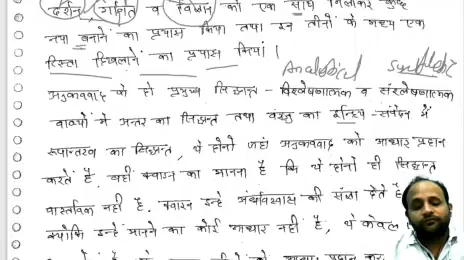 दर्शन, गणित व विज्ञान को एक साथ मिलाकर कुछ
नया बनाने का प्रयास किया तथा इन तीनों के मध्य एक
रिश्ता दिखलाने का प्रयास किया।
Analytical Synthetic
अनुभववाद के दो प्रमुख सिद्धान्त - विश्लेषणात्मक व संश्लेषणात्मक
वाक्यों में अन्तर का सिद्धान्त तथा वस्तु का इन्द्रिय-संवेदन में
रूपान्तरण का सिद्धान्त, ये दोनों जहां अनुभववाद को आधार प्रदान
करते हैं. वहीं क्वाइन का मानना है कि ये दोनों ही सिद्धान्त
वास्तविक नहीं है. क्वाइन इन्हें अंधविश्वास की संज्ञा देते हैं
क्योंकि इन्हें मानने का कोई आधार नहीं है, ये केवल